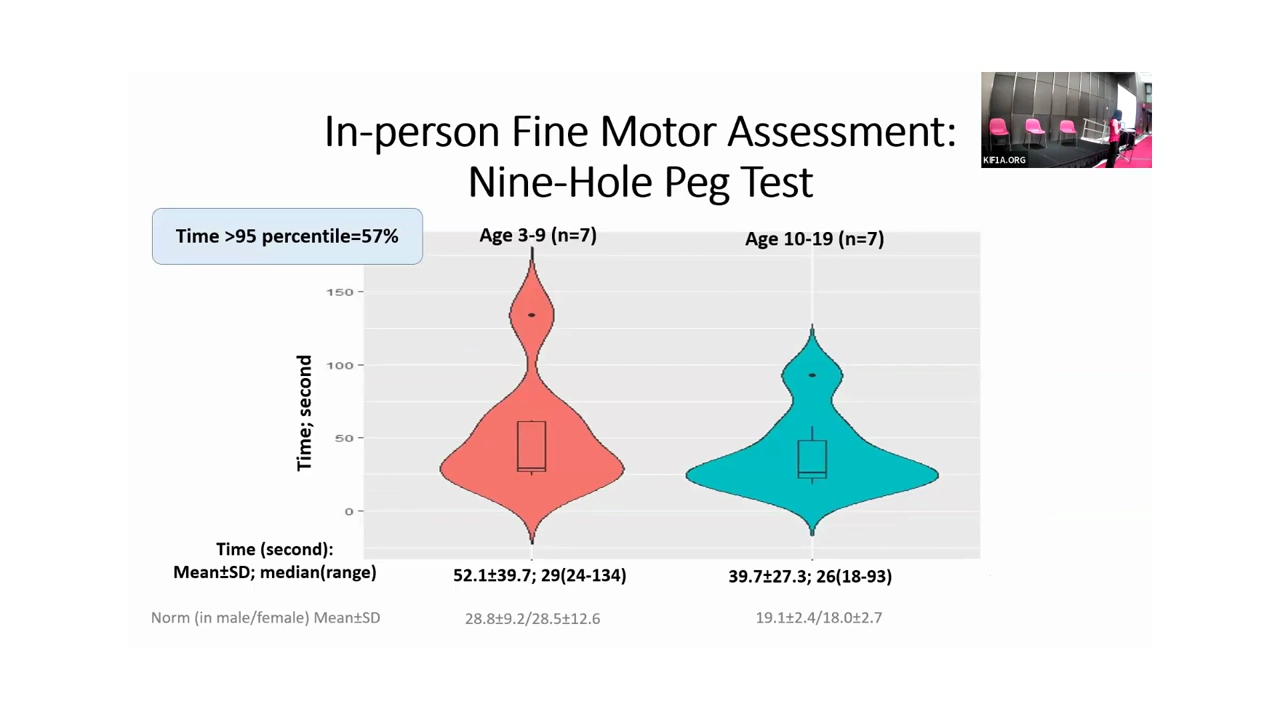 In-person Fine Motor Assessment:
Nine-Hole Peg Test
KIF1A.ORG
Time >95 percentile=57%
Age 3-9 (n=7)
Age 10-19 (n=7)
150
100
50
0
Time; second
Time (second):
Mean±SD; median(range)
52.1±39.7; 29(24-134)
39.7±27.3; 26(18-93)
Norm (in male/female) Mean±SD
28.8±9.2/28.5±12.6
19.1±2.4/18.0±2.7